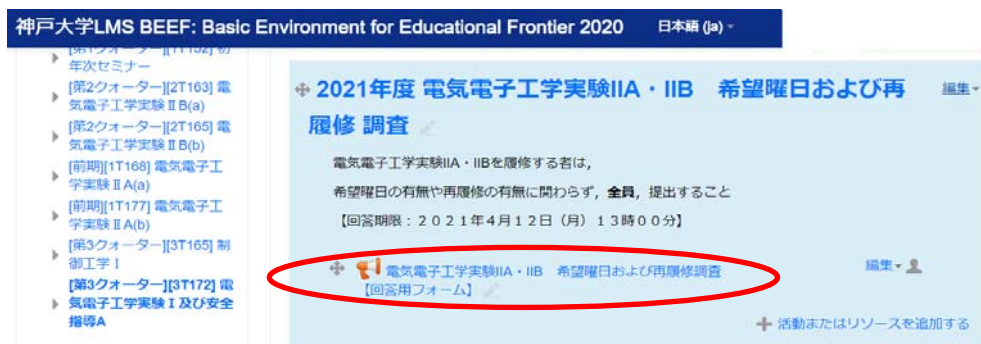 神戸大学LMS BEEF: Basic Environment for Educational Frontier 2020 日本語 (ja)
年次セミナー
[第2クォーター][2T163] 電
気電子工学実験ⅡB(a)
[第2クォーター][2T165] 電
気電子工学実験ⅡB(b)
[前期][1T168] 電気電子工
学実験ⅡA(a)
[前期][1T177] 電気電子工
学実験ⅡA(b)
[第3クォーター][3T165] 制
御工学Ⅰ
[第3クォーター][3T172] 電
気電子工学実験Ⅰ及び安全
指導A
2021年度 電気電子工学実験IIA・IIB 希望曜日および再 編集
履修 調査
電気電子工学実験IIA・IIBを履修する者は,
希望曜日の有無や再履修の有無に関わらず,全員,提出すること
【回答期限:2021年4月12日(月)13時00分】
電気電子工学実験IIA・IIB 希望曜日および再履修調査 編集
【回答用フォーム】
活動またはリソースを追加する